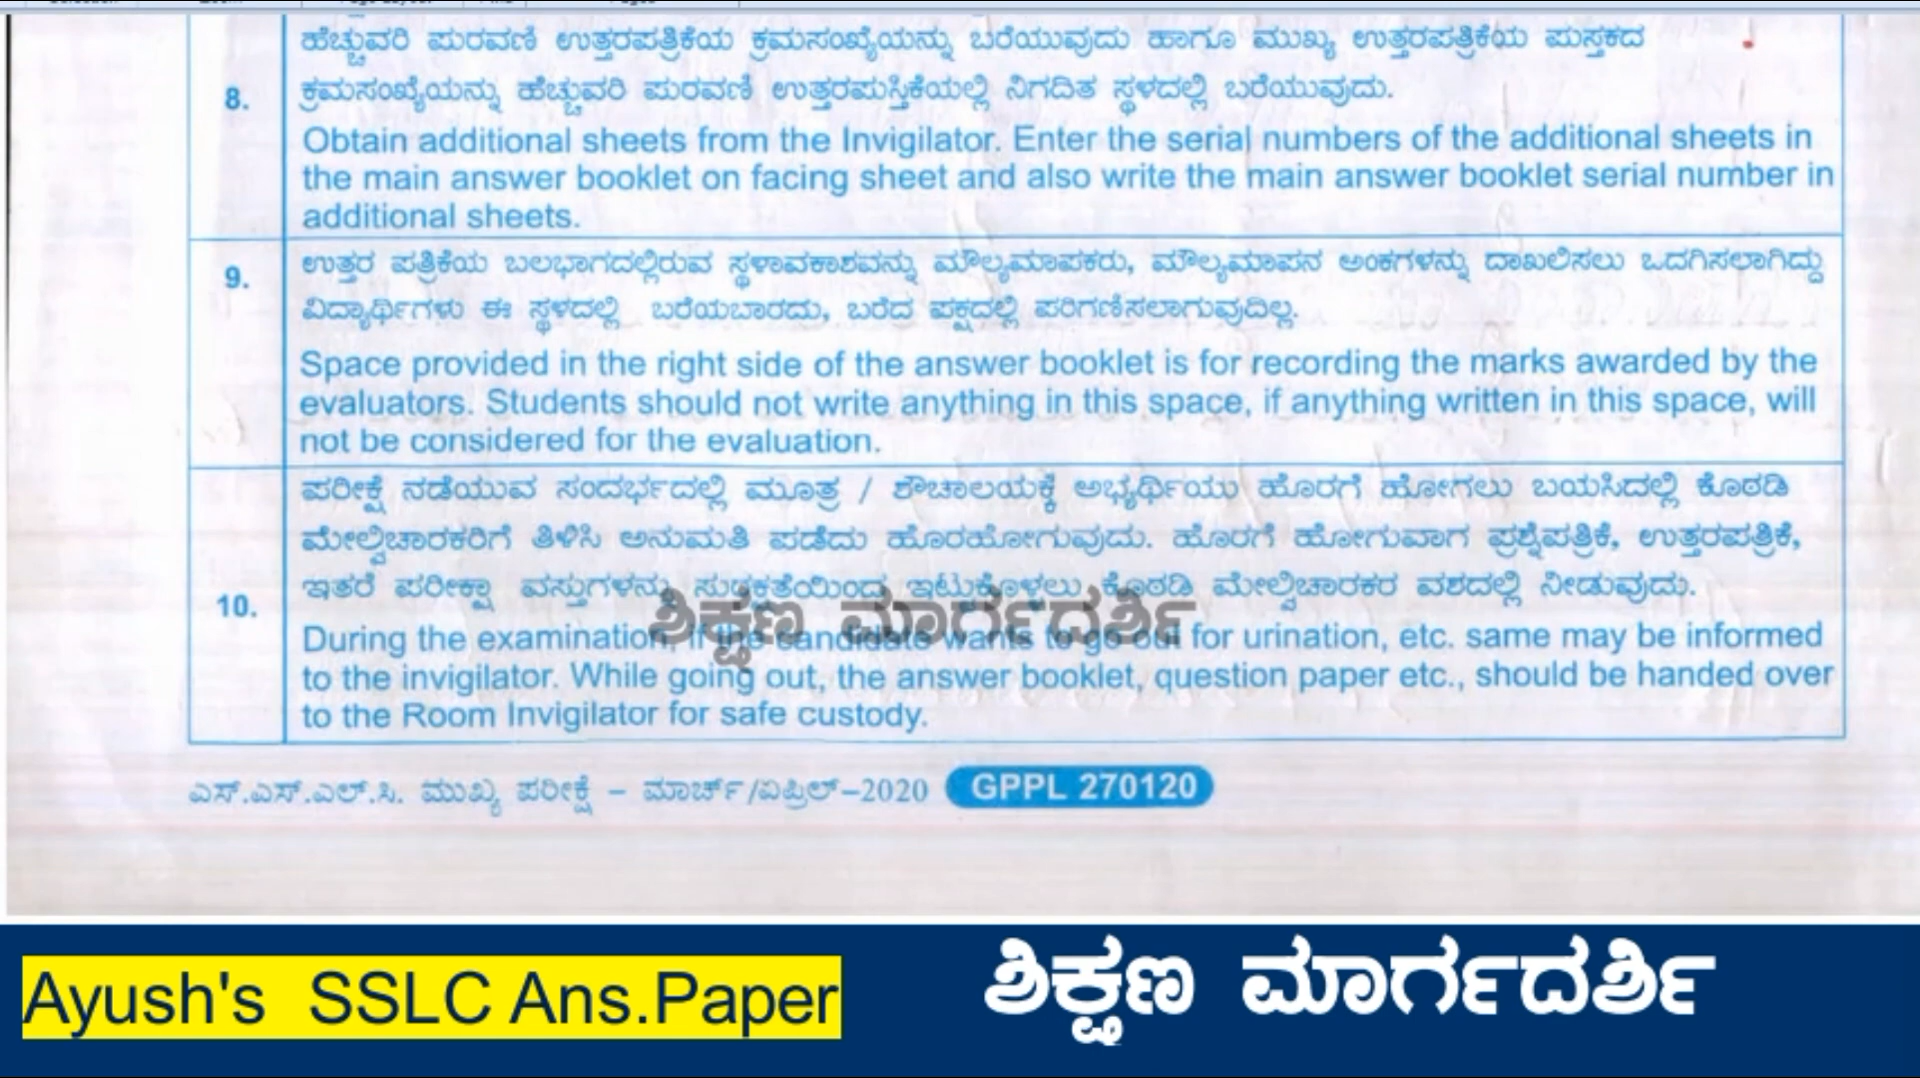 ಹೆಚ್ಚುವರಿ ಪುರವಣಿ ಉತ್ತರಪತ್ರಿಕೆಯ ಕ್ರಮಸಂಖ್ಯೆಯನ್ನು ಬರೆಯುವುದು ಹಾಗೂ ಮುಖ್ಯ ಉತ್ತರಪತ್ರಿಕೆಯ ಪುಸ್ತಕದ
8. ಕ್ರಮಸಂಖ್ಯೆಯನ್ನು ಹೆಚ್ಚುವರಿ ಪುರವಣಿ ಉತ್ತರಪುಸ್ತಿಕೆಯಲ್ಲಿ ನಿಗದಿತ ಸ್ಥಳದಲ್ಲಿ ಬರೆಯುವುದು.
Obtain additional sheets from the Invigilator. Enter the serial numbers of the additional sheets in
the main answer booklet on facing sheet and also write the main answer booklet serial number in
additional sheets.
9. ಉತ್ತರ ಪತ್ರಿಕೆಯ ಬಲಭಾಗದಲ್ಲಿರುವ ಸ್ಥಳಾವಕಾಶವನ್ನು ಮೌಲ್ಯಮಾಪಕರು, ಮೌಲ್ಯಮಾಪನ ಅಂಕಗಳನ್ನು ದಾಖಲಿಸಲು ಒದಗಿಸಲಾಗಿದ್ದು
ವಿದ್ಯಾರ್ಥಿಗಳು ಈ ಸ್ಥಳದಲ್ಲಿ ಬರೆಯಬಾರದು, ಬರೆದ ಪಕ್ಷದಲ್ಲಿ ಪರಿಗಣಿಸಲಾಗುವುದಿಲ್ಲ.
Space provided in the right side of the answer booklet is for recording the marks awarded by the
evaluators. Students should not write anything in this space, if anything written in this space, will
not be considered for the evaluation.
ಪರೀಕ್ಷೆ ನಡೆಯುವ ಸಂದರ್ಭದಲ್ಲಿ ಮೂತ್ರ / ಶೌಚಾಲಯಕ್ಕೆ ಅಭ್ಯರ್ಥಿಯು ಹೊರಗೆ ಹೋಗಲು ಬಯಸಿದಲ್ಲಿ ಕೊಠಡಿ
ಮೇಲ್ವಿಚಾರಕರಿಗೆ ತಿಳಿಸಿ ಅನುಮತಿ ಪಡೆದು ಹೊರಹೋಗುವುದು. ಹೊರಗೆ ಹೋಗುವಾಗ ಪ್ರಶ್ನೆಪತ್ರಿಕೆ, ಉತ್ತರಪತ್ರಿಕೆ,
10. ಇತರೆ ಪರೀಕ್ಷಾ ವಸ್ತುಗಳನ್ನು ಸುರಕ್ಷತೆಯಿಂದ ಇಟ್ಟುಕೊಳ್ಳಲು ಕೊಠಡಿ ಮೇಲ್ವಿಚಾರಕರ ವಶದಲ್ಲಿ ನೀಡುವುದು.
ಶಿಕ್ಷಣ ಮಾರ್ಗದರ್ಶಿ
During the examination, if the candidate wants to go out for urination, etc. same may be informed
to the invigilator. While going out, the answer booklet, question paper etc., should be handed over
to the Room Invigilator for safe custody.
ಎಸ್.ಎಸ್.ಎಲ್.ಸಿ. ಮುಖ್ಯ ಪರೀಕ್ಷೆ – ಮಾರ್ಚ್/ಏಪ್ರಿಲ್–2020 GPPL 270120
Ayush's SSLC Ans.Paper ಶಿಕ್ಷಣ ಮಾರ್ಗದರ್ಶಿ